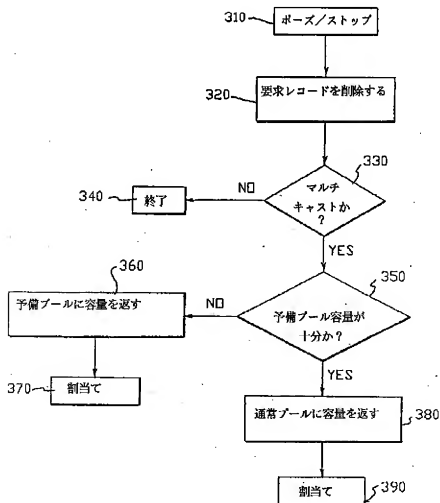 310
ポーズ/ストップ
320
要求レコードを削除する
330
マルチ
キャストか
?
NO
340
終了
YES
350
予備プール容量が
十分か?
360
NO
予備プールに容量を返す
370
割当て
YES
通常プールに容量を返す
380
割当て
390